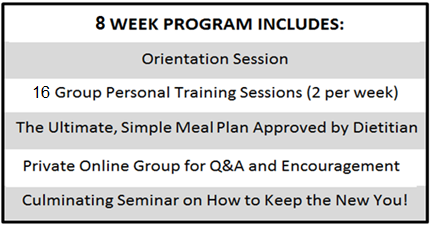 8 WEEK PROGRAM INCLUDES:
Orientation Session
16 Group Personal Training Sessions (2 per week)
The Ultimate, Simple Meal Plan Approved by Dietitian
Private Online Group for Q&A and Encouragement
Culminating Seminar on How to Keep the New You!